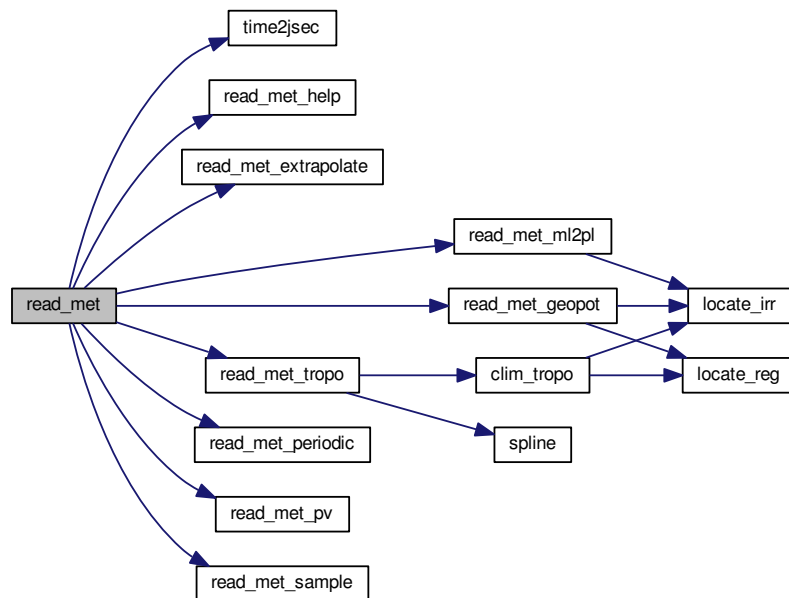 time2jsec
read_met_help
read_met_extrapolate
read_met_ml2pl
read_met
read_met_geopot
locate_irr
read_met_tropo
clim_tropo
locate_reg
read_met_periodic
spline
read_met_pv
read_met_sample